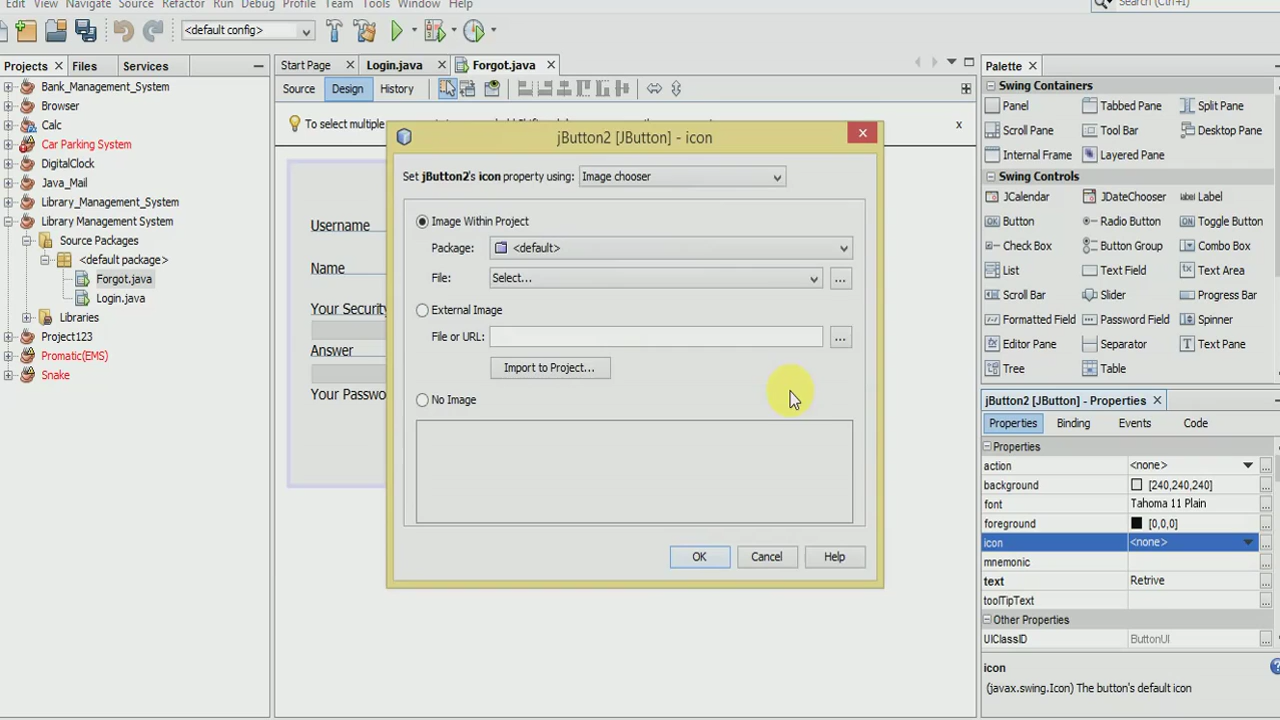 Edit View Navigate Source Refactor Run Debug Profile Team Tools Window Help
Search (Ctrl+I)
<default config>
Projects Files Services
Bank_Management_System
Browser
Calc
Car Parking System
DigitalClock
Java_Mail
Library_Management_System
Library Management System
Source Packages
<default package>
Forgot.java
Login.java
Libraries
Project123
Promatic(EMS)
Snake
Start Page Login.java Forgot.java
Source Design History
To select multiple
Username
Name
Your Security
Answer
Your Passwo
jButton2 [JButton] - icon
Set jButton2's icon property using: Image chooser
Image Within Project
Package: <default>
File: Select... ...
External Image
File or URL: ...
Import to Project...
No Image
OK Cancel Help
Palette
Swing Containers
Panel Tabbed Pane Split Pane
Scroll Pane Tool Bar Desktop Pane
Internal Frame Layered Pane
Swing Controls
JCalendar JDateChooser label Label
OK Button Radio Button Toggle Button
Check Box Button Group Combo Box
List Text Field Text Area
Scroll Bar Slider Progress Bar
Formatted Field Password Field Spinner
Editor Pane Separator Text Pane
Tree Table
jButton2 [JButton] - Properties
Properties Binding Events Code
Properties
action <none> ...
background [240,240,240] ...
font Tahoma 11 Plain ...
foreground [0,0,0] ...
icon <none> ...
mnemonic ...
text Retrive ...
toolTipText ...
Other Properties
UIClassID ButtonUI ...
icon
(javax.swing.Icon) The button's default icon